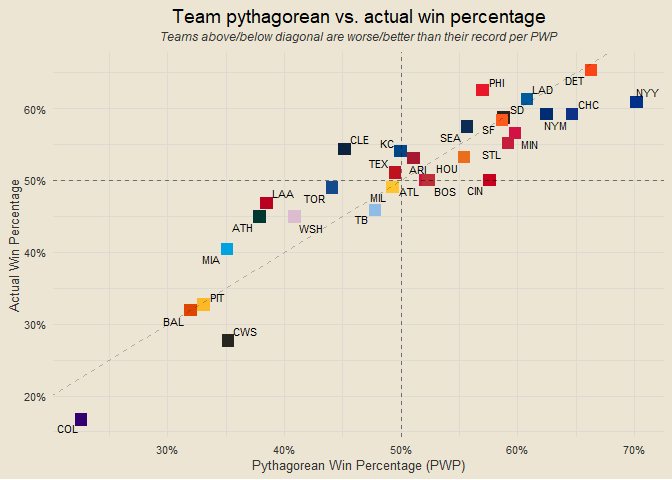 Team pythagorean vs. actual win percentage
Teams above/below diagonal are worse/better than their record per PWP
PHI
DET
LAD
NYY
CHC
60%
SD
NYM
SEA
SF
CLE
KC
MIN
STL
TEX
ARI
HOU
50%
LAA
TOR
MIL
ATL
BOS
CIN
ATH
WSH
TB
Actual Win Percentage
MIA
40%
PIT
BAL
30%
CWS
20%
COL
30%
40%
50%
60%
70%
Pythagorean Win Percentage (PWP)